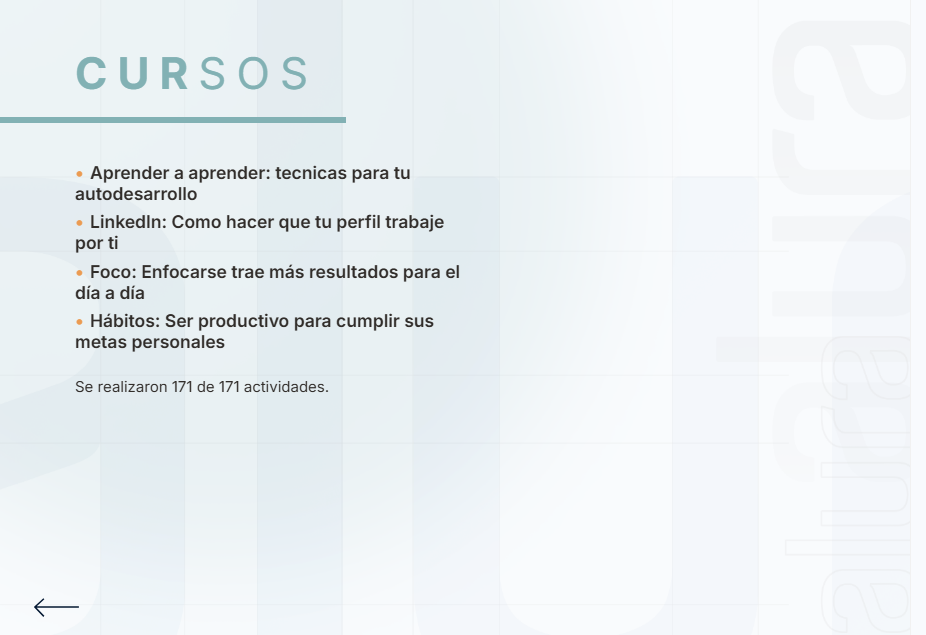 CURSOS
• Aprender a aprender: tecnicas para tu
autodesarrollo
• LinkedIn: Como hacer que tu perfil trabaje
por ti
• Foco: Enfocarse trae más resultados para el
día a día
• Hábitos: Ser productivo para cumplir sus
metas personales
Se realizaron 171 de 171 actividades.
alura
alura